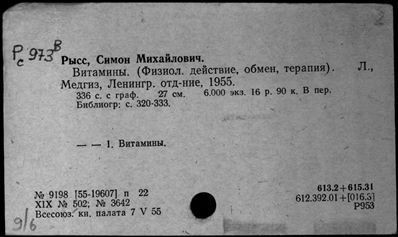 Рс 973 В
Рысс, Симон Михайлович.
Витамины. (Физиол. действие, обмен, терапия). Л.,
Медгиз, Ленингр. отд-ние, 1955.
336 с. с граф. 27 см. 6.000 экз. 16 р. 90 к. В пер.
Библиогр: с. 320-333.
— — 1. Витамины.
№ 9198 [55-19607] п 22
XIX № 502; № 3642
Всесоюз. кн. палата 7 V 55
613.2+615.31
612.392.01+[016.5]
Р953
9/6